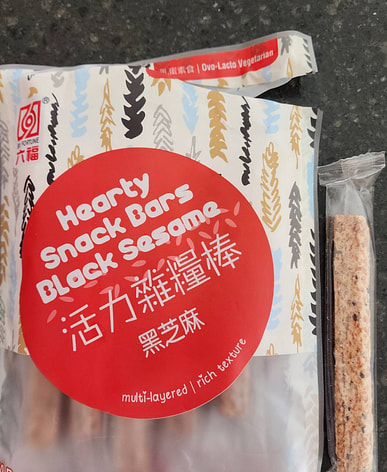 蛋素食 | Ovo-Lacto Vegetarian
®
FORTUNE
六福
Hearty
Snack Bars
Black Sesame
活力雜糧棒
黑芝麻
multi-layered | rich texture